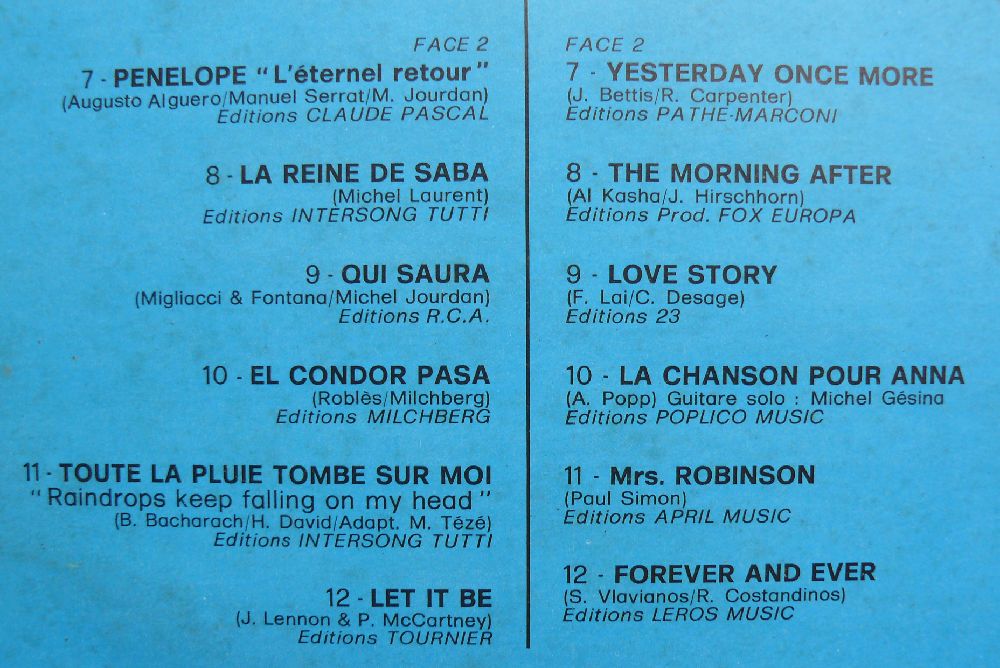 FACE 2
7 - PENELOPE "L'éternel retour"
(Augusto Alguero/Manuel Serrat/M. Jourdan)
Editions CLAUDE PASCAL
8 - LA REINE DE SABA
(Michel Laurent)
Editions INTERSONG TUTTI
9 - QUI SAURA
(Migliacci & Fontana/Michel Jourdan)
Editions R.C.A.
10 - EL CONDOR PASA
(Roblès/Milchberg)
Editions MILCHBERG
11 - TOUTE LA PLUIE TOMBE SUR MOI
"Raindrops keep falling on my head"
(B. Bacharach/H. David/Adapt. M. Tézé)
Editions INTERSONG TUTTI
12 - LET IT BE
(J. Lennon & P. McCartney)
Editions TOURNIER
FACE 2
7 - YESTERDAY ONCE MORE
(J. Bettis/R. Carpenter)
Editions PATHE-MARCONI
8 - THE MORNING AFTER
(Al Kasha/J. Hirschhorn)
Editions Prod. FOX EUROPA
9 - LOVE STORY
(F. Lai/C. Desage)
Editions 23
10 - LA CHANSON POUR ANNA
(A. Popp) Guitare solo : Michel Gésina
Editions POPLICO MUSIC
11 - Mrs. ROBINSON
(Paul Simon)
Editions APRIL MUSIC
12 - FOREVER AND EVER
(S. Vlavianos/R. Costandinos)
Editions LEROS MUSIC